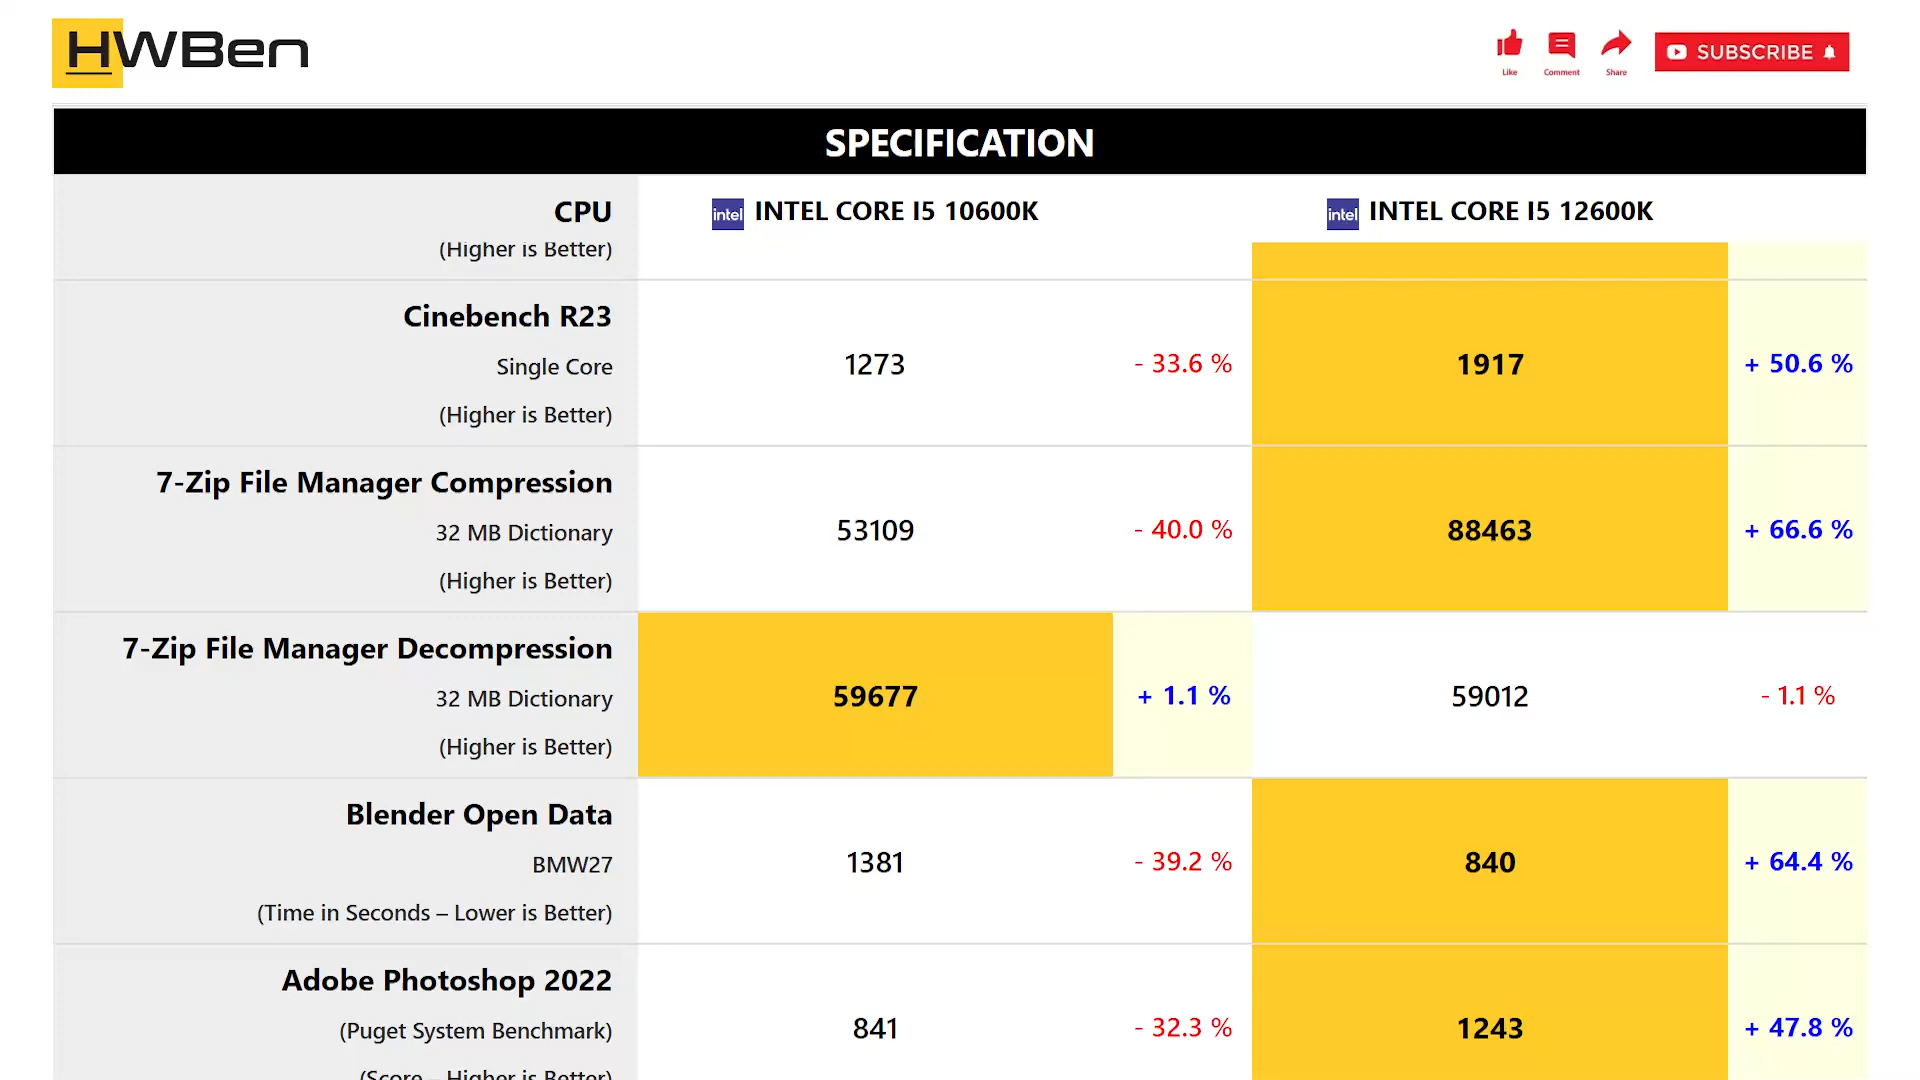 HWBen
Like
Comment
Share
SUBSCRIBE
SPECIFICATION
CPU
intel INTEL CORE I5 10600K
intel INTEL CORE I5 12600K
(Higher is Better)
Cinebench R23
Single Core
(Higher is Better)
1273
- 33.6 %
1917
+ 50.6 %
7-Zip File Manager Compression
32 MB Dictionary
(Higher is Better)
53109
- 40.0 %
88463
+ 66.6 %
7-Zip File Manager Decompression
32 MB Dictionary
(Higher is Better)
59677
+ 1.1 %
59012
- 1.1 %
Blender Open Data
BMW27
(Time in Seconds – Lower is Better)
1381
- 39.2 %
840
+ 64.4 %
Adobe Photoshop 2022
(Puget System Benchmark)
(Score – Higher is Better)
841
- 32.3 %
1243
+ 47.8 %